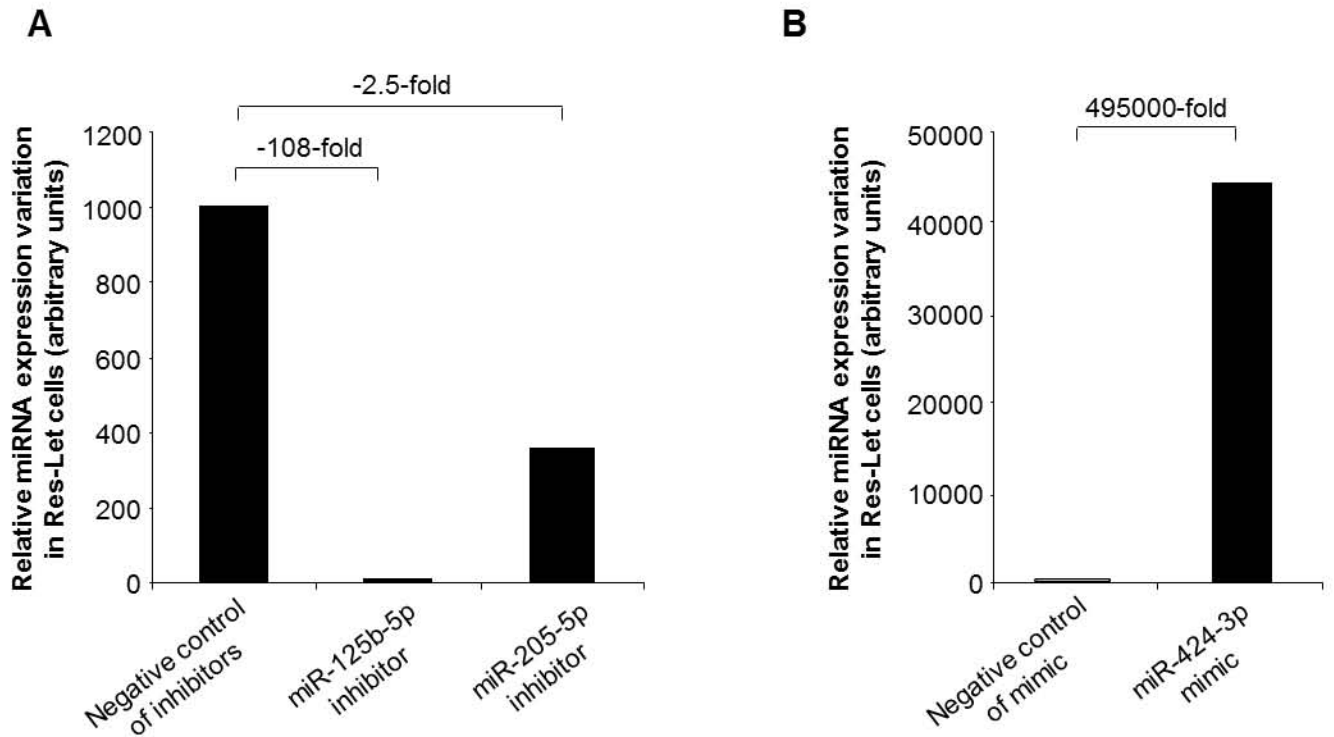 A
-2.5-fold
-108-fold
Relative miRNA expression variation
in Res-Let cells (arbitrary units)
1200
1000
800
600
400
200
0
Negative control
of inhibitors
miR-125b-5p
inhibitor
miR-205-5p
inhibitor
B
495000-fold
Relative miRNA expression variation
in Res-Let cells (arbitrary units)
50000
40000
30000
20000
10000
0
Negative control
of mimic
miR-424-3p
mimic